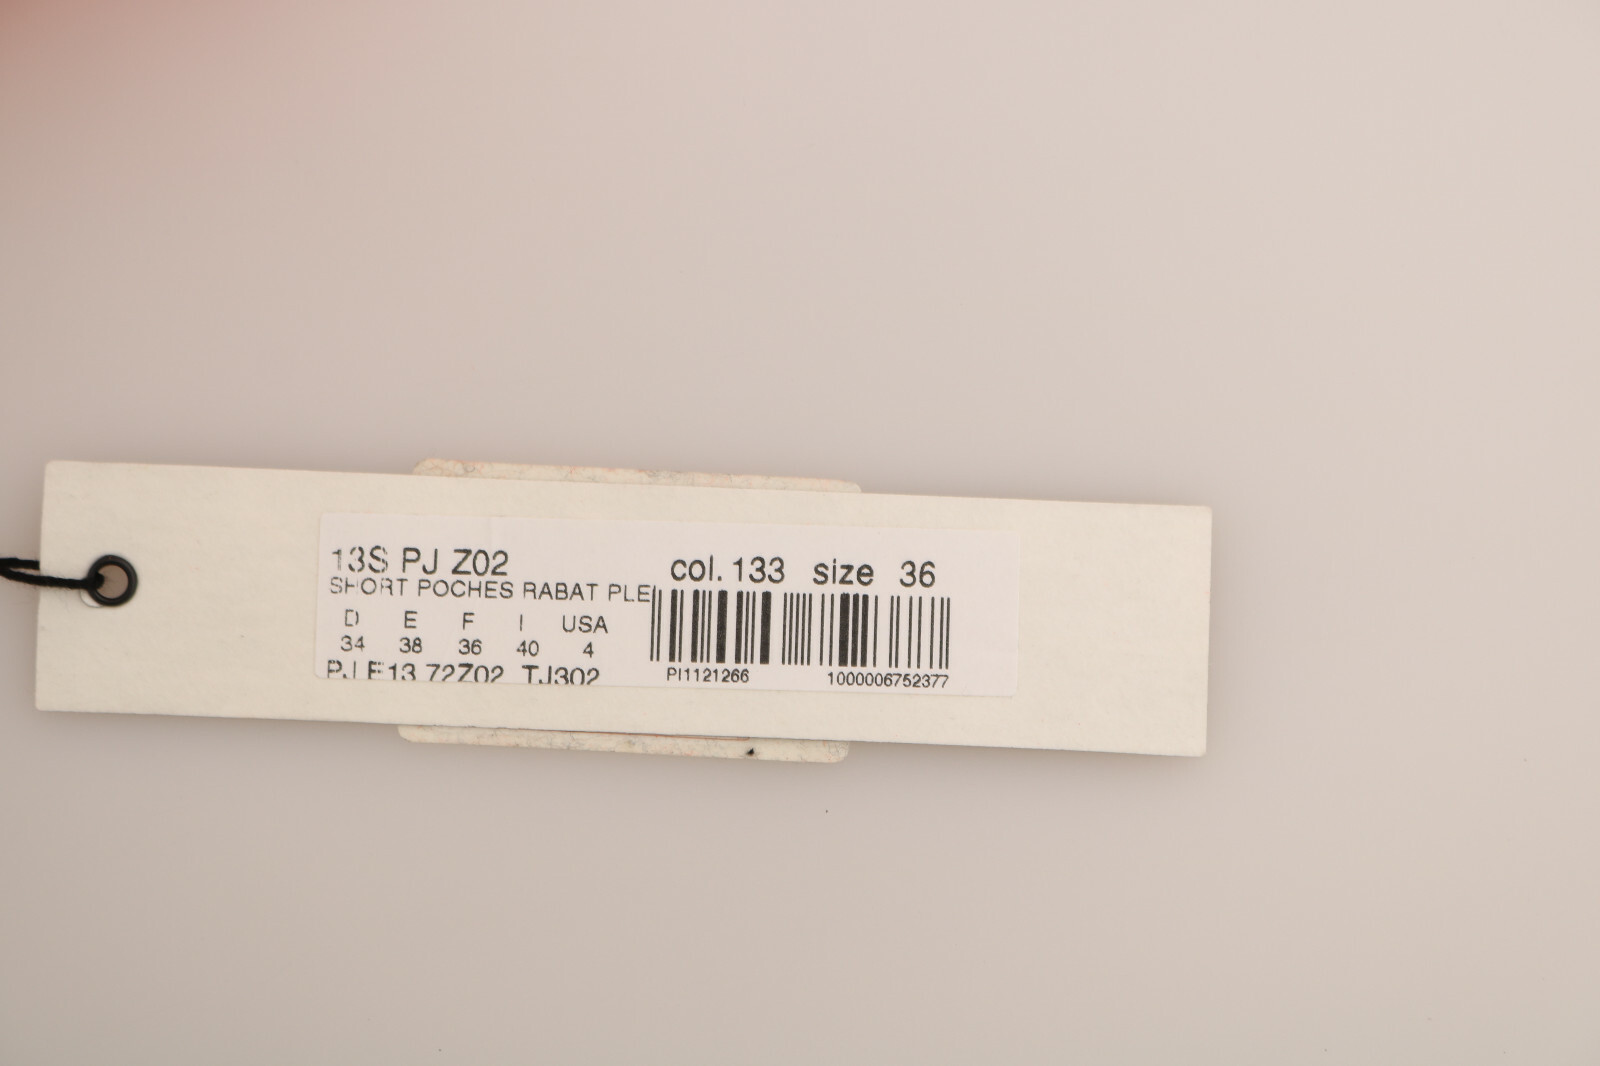 13S PJ Z02
col. 133 size 36
SHORT POCHES RABAT PLE
D E F I USA
34 38 36 40 4
PJ E13 72Z02 TJ302
PI1121266 1000006752377